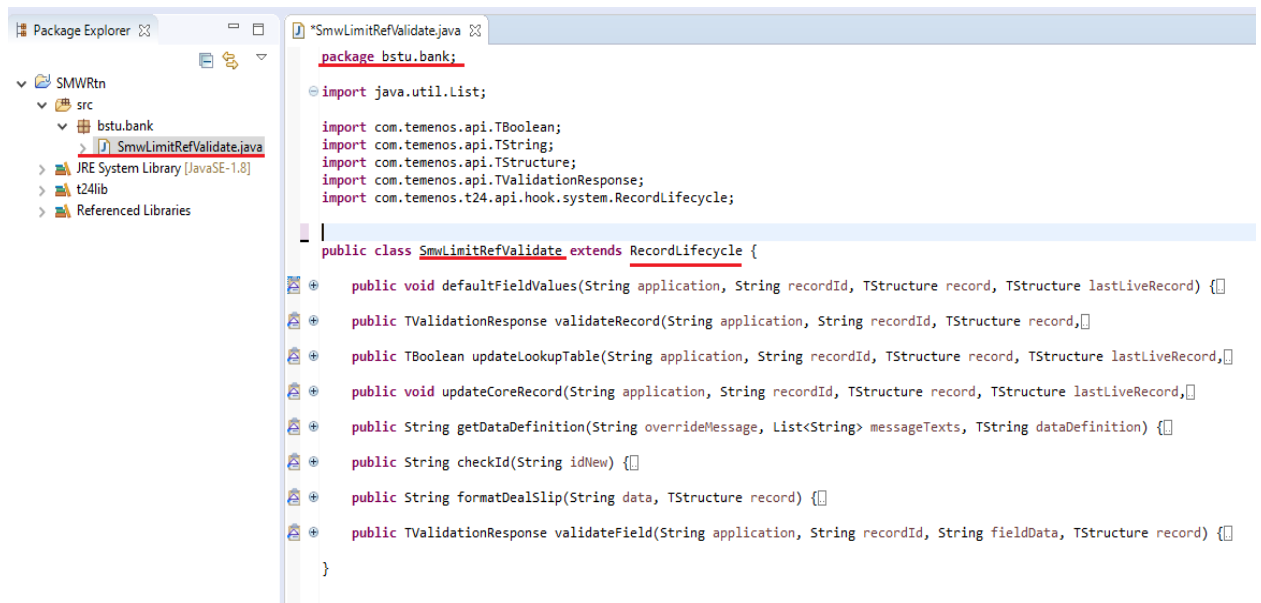 Package Explorer
SMWRtn
src
bstu.bank
SmwLimitRefValidate.java
JRE System Library [JavaSE-1.8]
t24lib
Referenced Libraries
*SmwLimitRefValidate.java
package bstu.bank;
import java.util.List;
import com.temenos.api.TBoolean;
import com.temenos.api.TString;
import com.temenos.api.TStructure;
import com.temenos.api.TValidationResponse;
import com.temenos.t24.api.hook.system.RecordLifecycle;
public class SmwLimitRefValidate extends RecordLifecycle {
public void defaultFieldValues(String application, String recordId, TStructure record, TStructure lastLiveRecord) {
public TValidationResponse validateRecord(String application, String recordId, TStructure record,
public TBoolean updateLookupTable(String application, String recordId, TStructure record, TStructure lastLiveRecord,
public void updateCoreRecord(String application, String recordId, TStructure record, TStructure lastLiveRecord,
public String getDataDefinition(String overrideMessage, List<String> messageTexts, TString dataDefinition) {
public String checkId(String idNew) {
public String formatDealSlip(String data, TStructure record) {
public TValidationResponse validateField(String application, String recordId, String fieldData, TStructure record) {
}